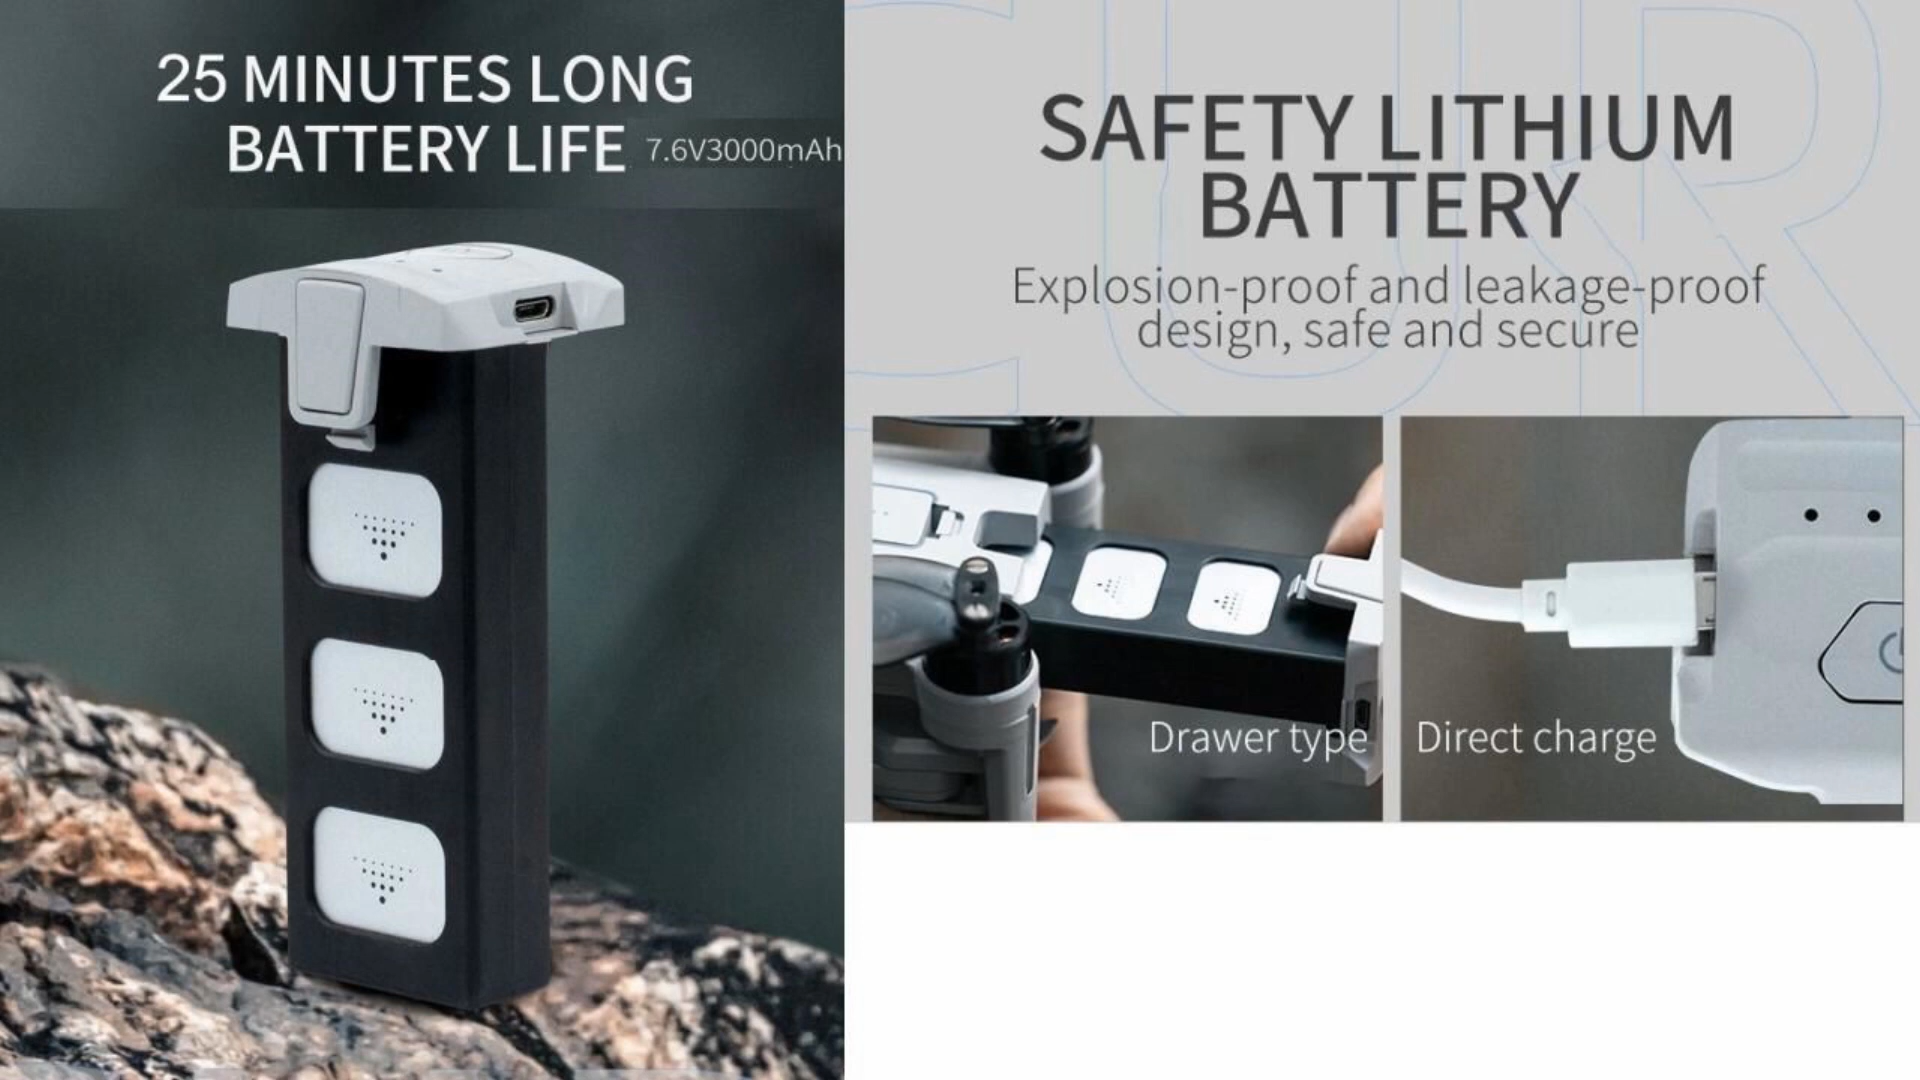 25 MINUTES LONG
BATTERY LIFE 7.6V3000mAh
SAFETY LITHIUM
BATTERY
Explosion-proof and leakage-proof
design, safe and secure
Drawer type
Direct charge